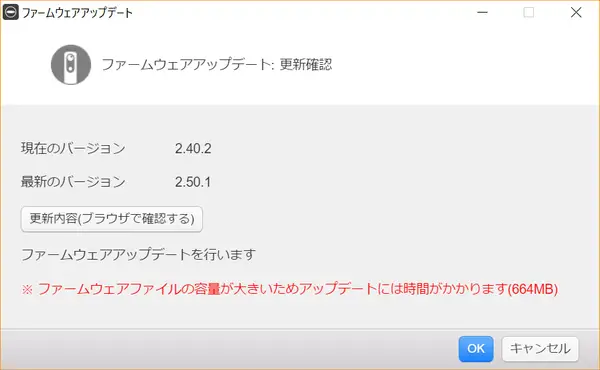 ファームウェアアップデート
ファームウェアアップデート: 更新確認
現在のバージョン 2.40.2
最新のバージョン 2.50.1
更新内容(ブラウザで確認する)
ファームウェアアップデートを行います
※ ファームウェアファイルの容量が大きいためアップデートには時間がかかります(664MB)
OK キャンセル